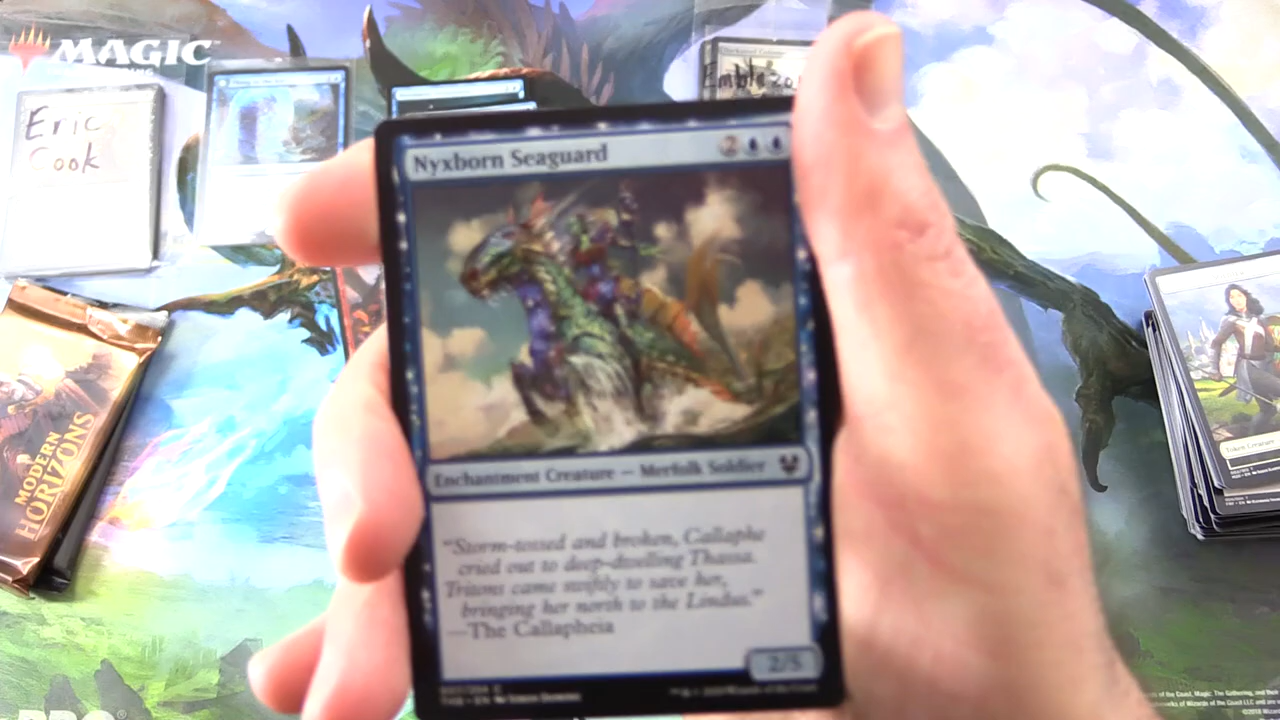 MAGIC
Eric
Cook
Emblazo
Nyxborn Seaguard
2
Enchantment Creature — Merfolk Soldier
"Storm-tossed and broken, Callaphe
cried out to deep-dwelling Thassa.
Tritons came swiftly to save her,
bringing her north to the Lindus."
—The Callapheia
2/5
MODERN
HORIZONS
Token Creature